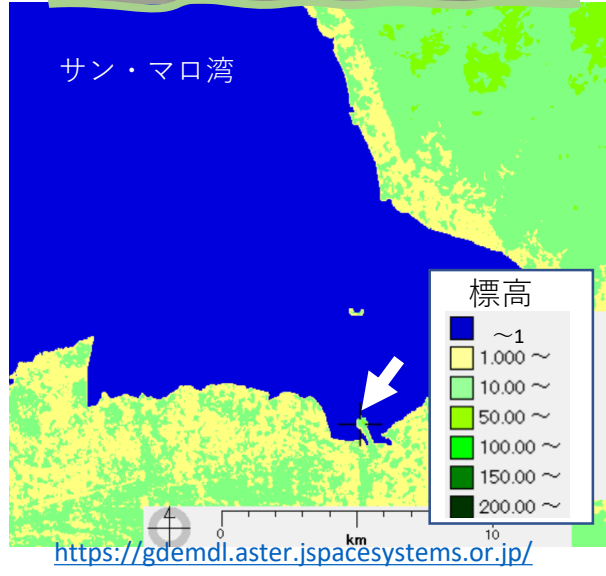 サン・マロ湾
標高
～1
1.000 ～
10.00 ～
50.00 ～
100.00 ～
150.00 ～
200.00 ～
4
0
km
10
https://gdemdl.aster.jspacesystems.or.jp/